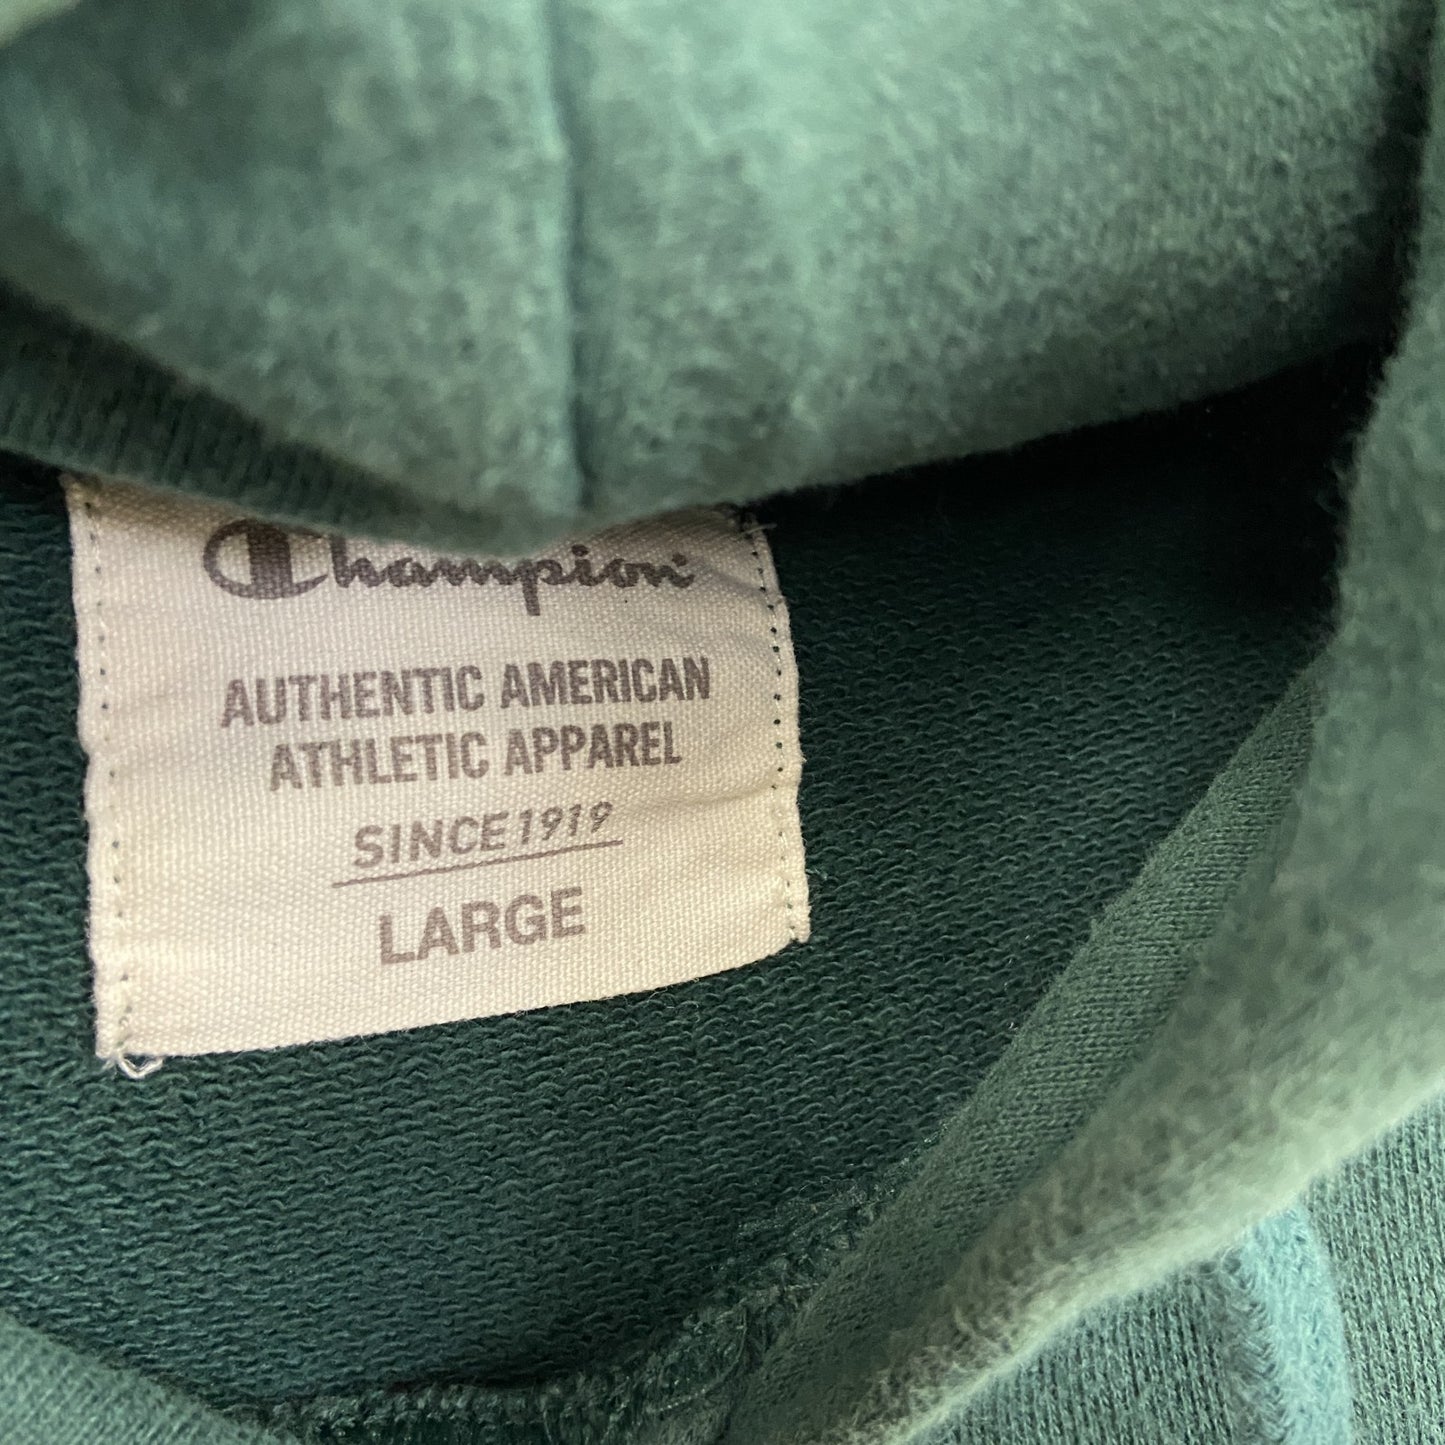 Champion
AUTHENTIC AMERICAN
ATHLETIC APPAREL
SINCE 1919
LARGE